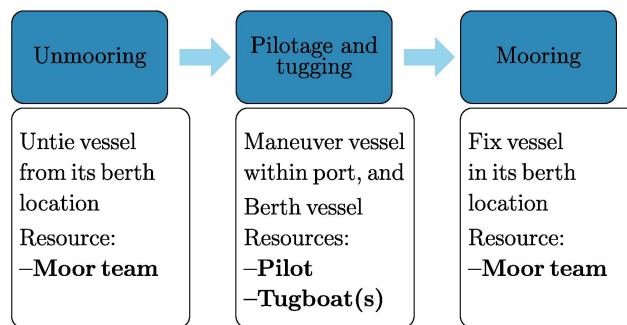 Unmooring
Pilotage and
tugging
Mooring
Untie vessel
from its berth
location
Resource:
–Moor team
Maneuver vessel
within port, and
Berth vessel
Resources:
–Pilot
–Tugboat(s)
Fix vessel
in its berth
location
Resource:
–Moor team